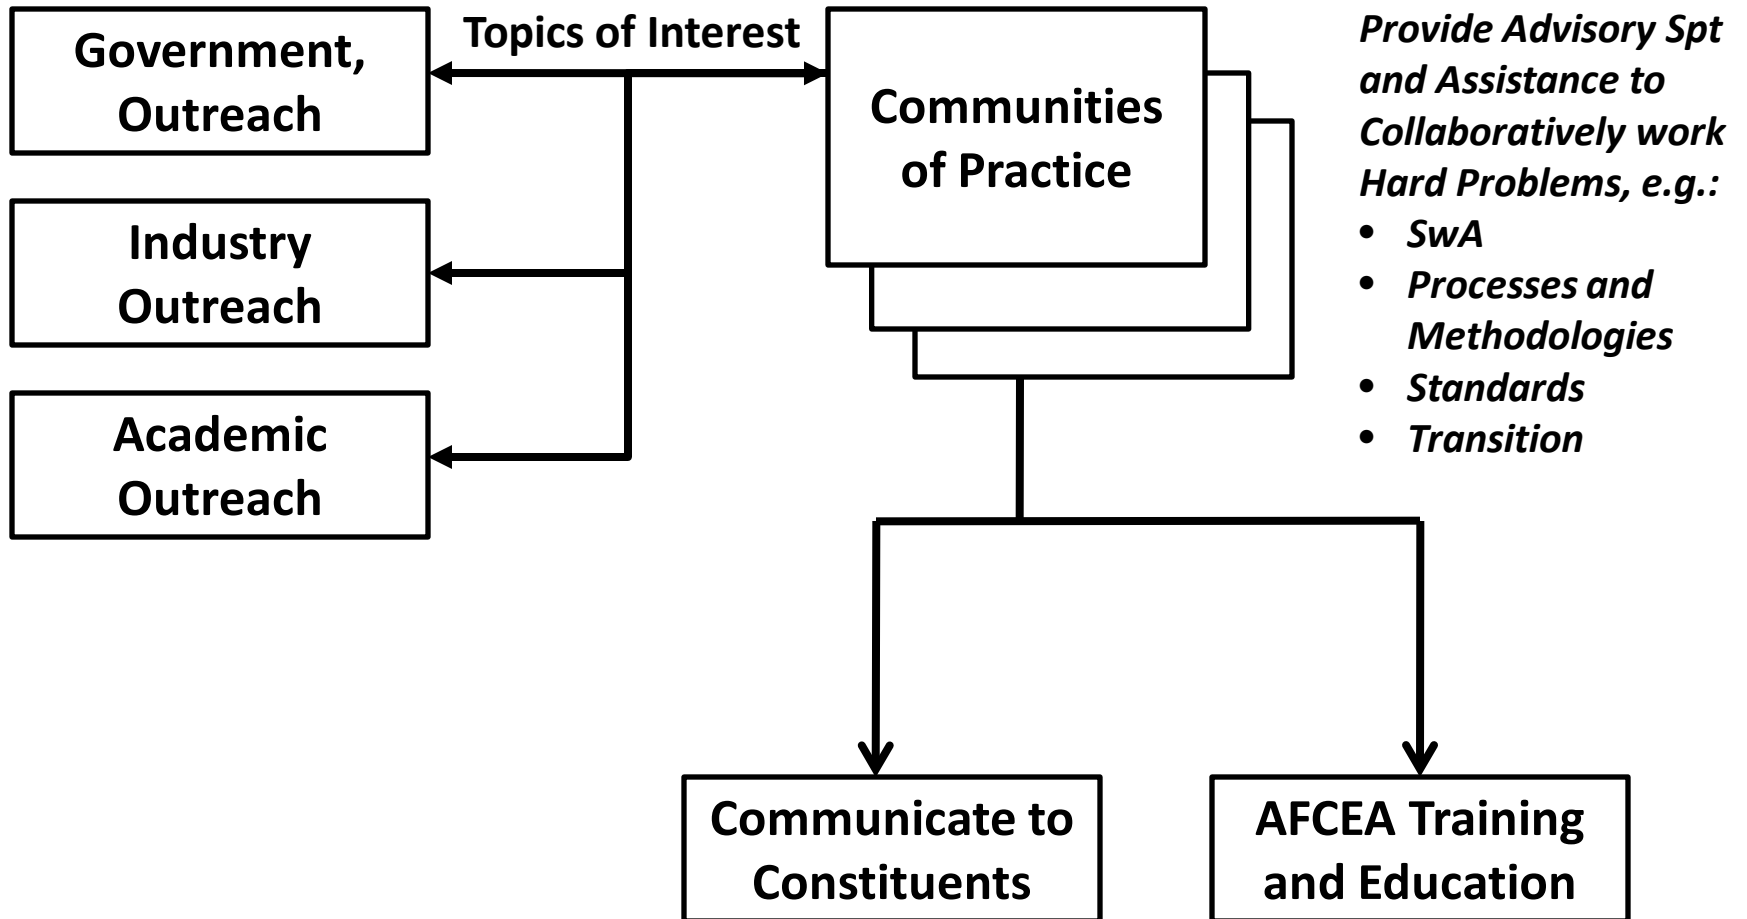 Government,
Outreach
Topics of Interest
Communities
of Practice
Provide Advisory Spt
and Assistance to
Collaboratively work
Hard Problems, e.g.:
• SwA
• Processes and
Methodologies
• Standards
• Transition
Industry
Outreach
Academic
Outreach
Communicate to
Constituents
AFCEA Training
and Education